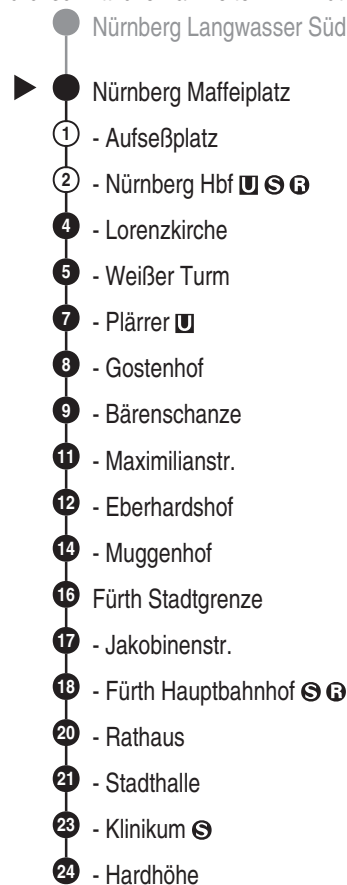 Nürnberg Langwasser Süd
Nürnberg Maffeiplatz
1 - Aufseßplatz
2 - Nürnberg Hbf U S R
4 - Lorenzkirche
5 - Weißer Turm
7 - Plärrer U
8 - Gostenhof
9 - Bärenschanze
11 - Maximilianstr.
12 - Eberhardshof
14 - Muggenhof
16 Fürth Stadtgrenze
17 - Jakobinenstr.
18 - Fürth Hauptbahnhof S R
20 - Rathaus
21 - Stadthalle
23 - Klinikum S
24 - Hardhöhe